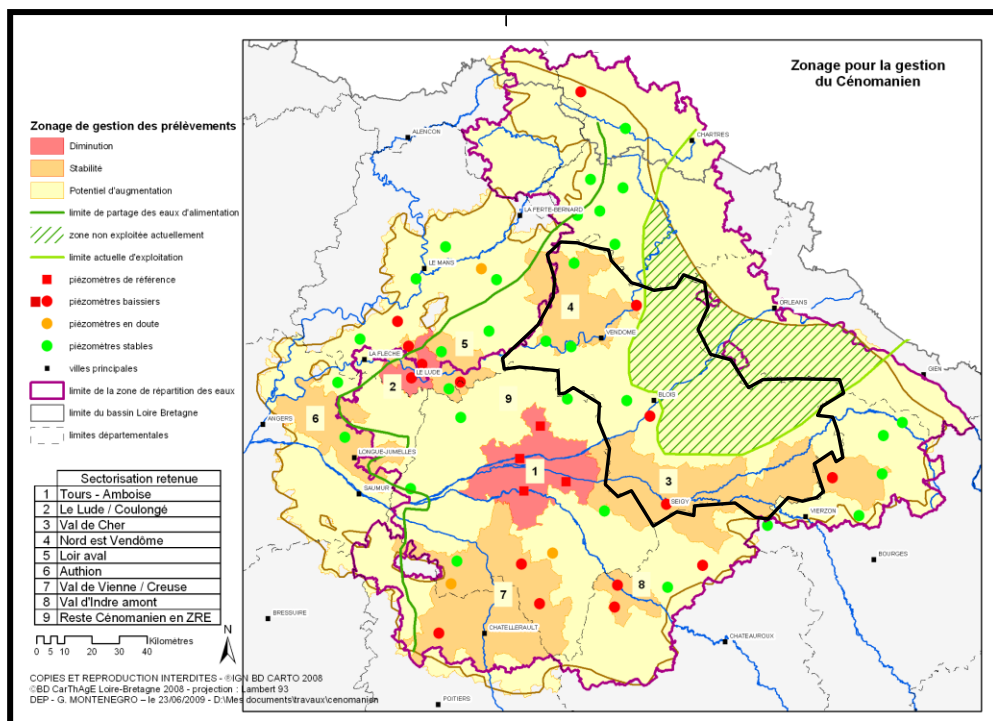 Zonage pour la gestion
du Cénomanien
Zonage de gestion des prélèvements
Diminution
Stabilité
Potentiel d'augmentation
limite de partage des eaux d'alimentation
zone non exploitée actuellement
limite actuelle d'exploitation
pièzomètres de référence
pièzomètres baissiers
pièzomètres en doute
pièzomètres stables
villes principales
limite de la zone de répartition des eaux
limite du bassin Loire Bretagne
limites départementales
Sectorisation retenue
1 Tours - Amboise
2 Le Lude / Coulongé
3 Val de Cher
4 Nord est Vendôme
5 Loir aval
6 Authion
7 Val de Vienne / Creuse
8 Val d'Indre amont
9 Reste Cénomanien en ZRE
Kilomètres
0 5 10 20 30 40
N
COPIES ET REPRODUCTION INTERDITES - ©IGN BD CARTO 2008
©BD CarThAgE Loire-Bretagne 2008 - projection : Lambert 93
DEP - G. MONTENEGRO – le 23/06/2009 - D:\Mes documents\travaux\cenomanien
ALENCON
CHARTRES
LA FERTE-BERNARD
LE MANS
ORLEANS
4
VENDOME
5
LA FLECHE
LE LUDE
2
GIEN
9
BLOIS
6
ANGERS
LONGUE-JUMELLES
1
3
SAUMUR
SEIGY
VIERZON
BOURGES
8
7
BRESSUIRE
CHATELLERAULT
CHATEAUROUX
POITIERS